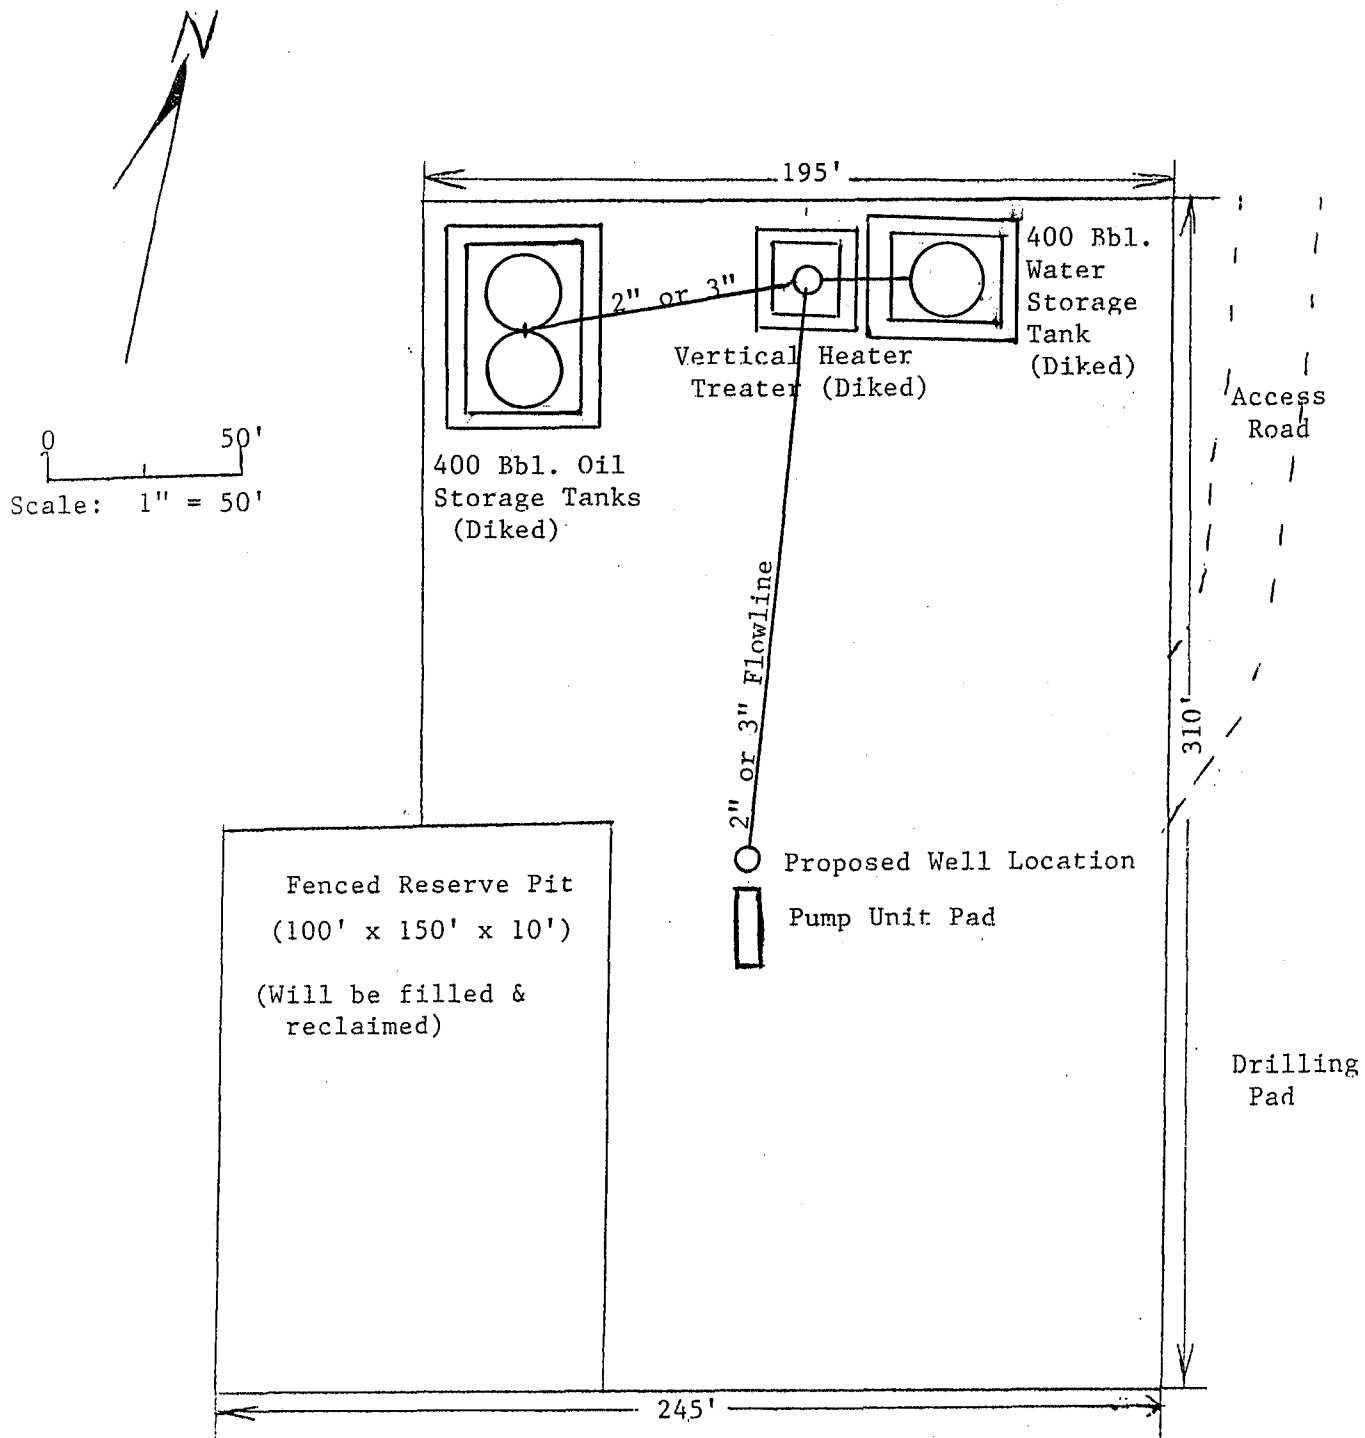 N
195'
400 Bbl.
Water
Storage
Tank
(Diked)
2" or 3"
Vertical Heater
Treater (Diked)
Access
Road
0 50'
Scale: 1" = 50'
400 Bbl. Oil
Storage Tanks
(Diked)
2" or 3" Flowline
310'
Proposed Well Location
Pump Unit Pad
Fenced Reserve Pit
(100' x 150' x 10')
(Will be filled &
reclaimed)
Drilling
Pad
245'